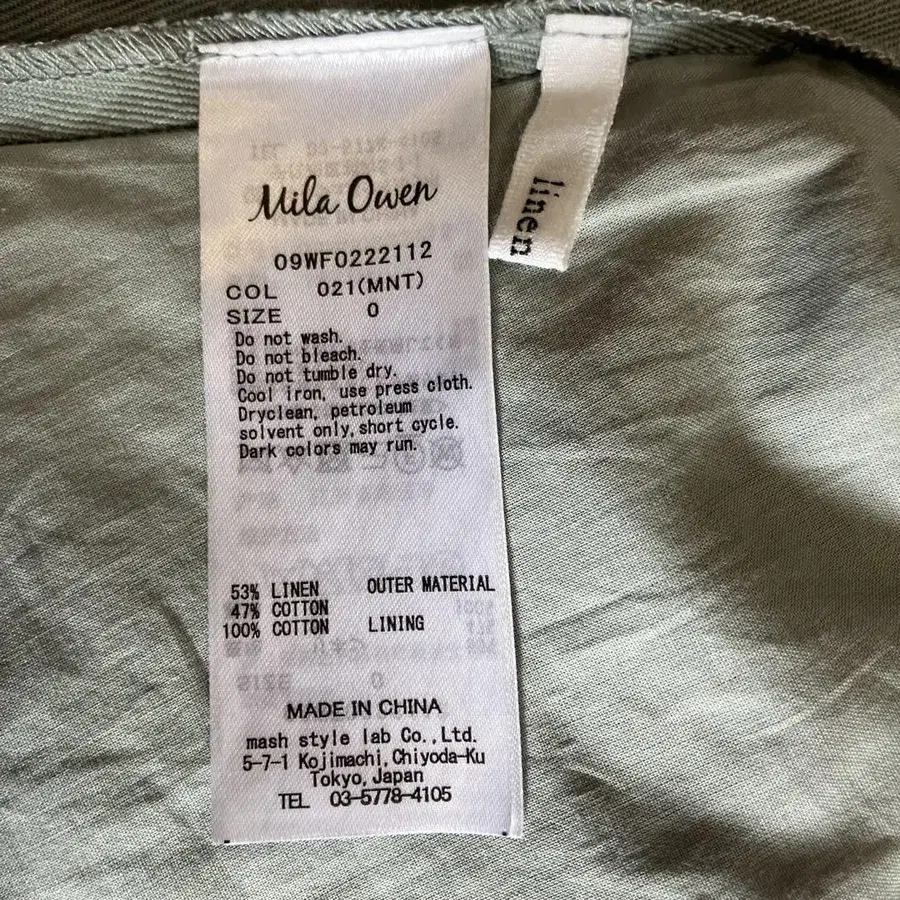 Mila Owen
09WF0222112
COL 021(MNT)
SIZE 0
Do not wash.
Do not bleach.
Do not tumble dry.
Cool iron, use press cloth.
Dryclean, petroleum
solvent only, short cycle.
Dark colors may run.
53% LINEN OUTER MATERIAL
47% COTTON
100% COTTON LINING
MADE IN CHINA
mash style lab Co., Ltd.
5-7-1 Kojimachi, Chiyoda-Ku
Tokyo, Japan
TEL 03-5778-4105
linen